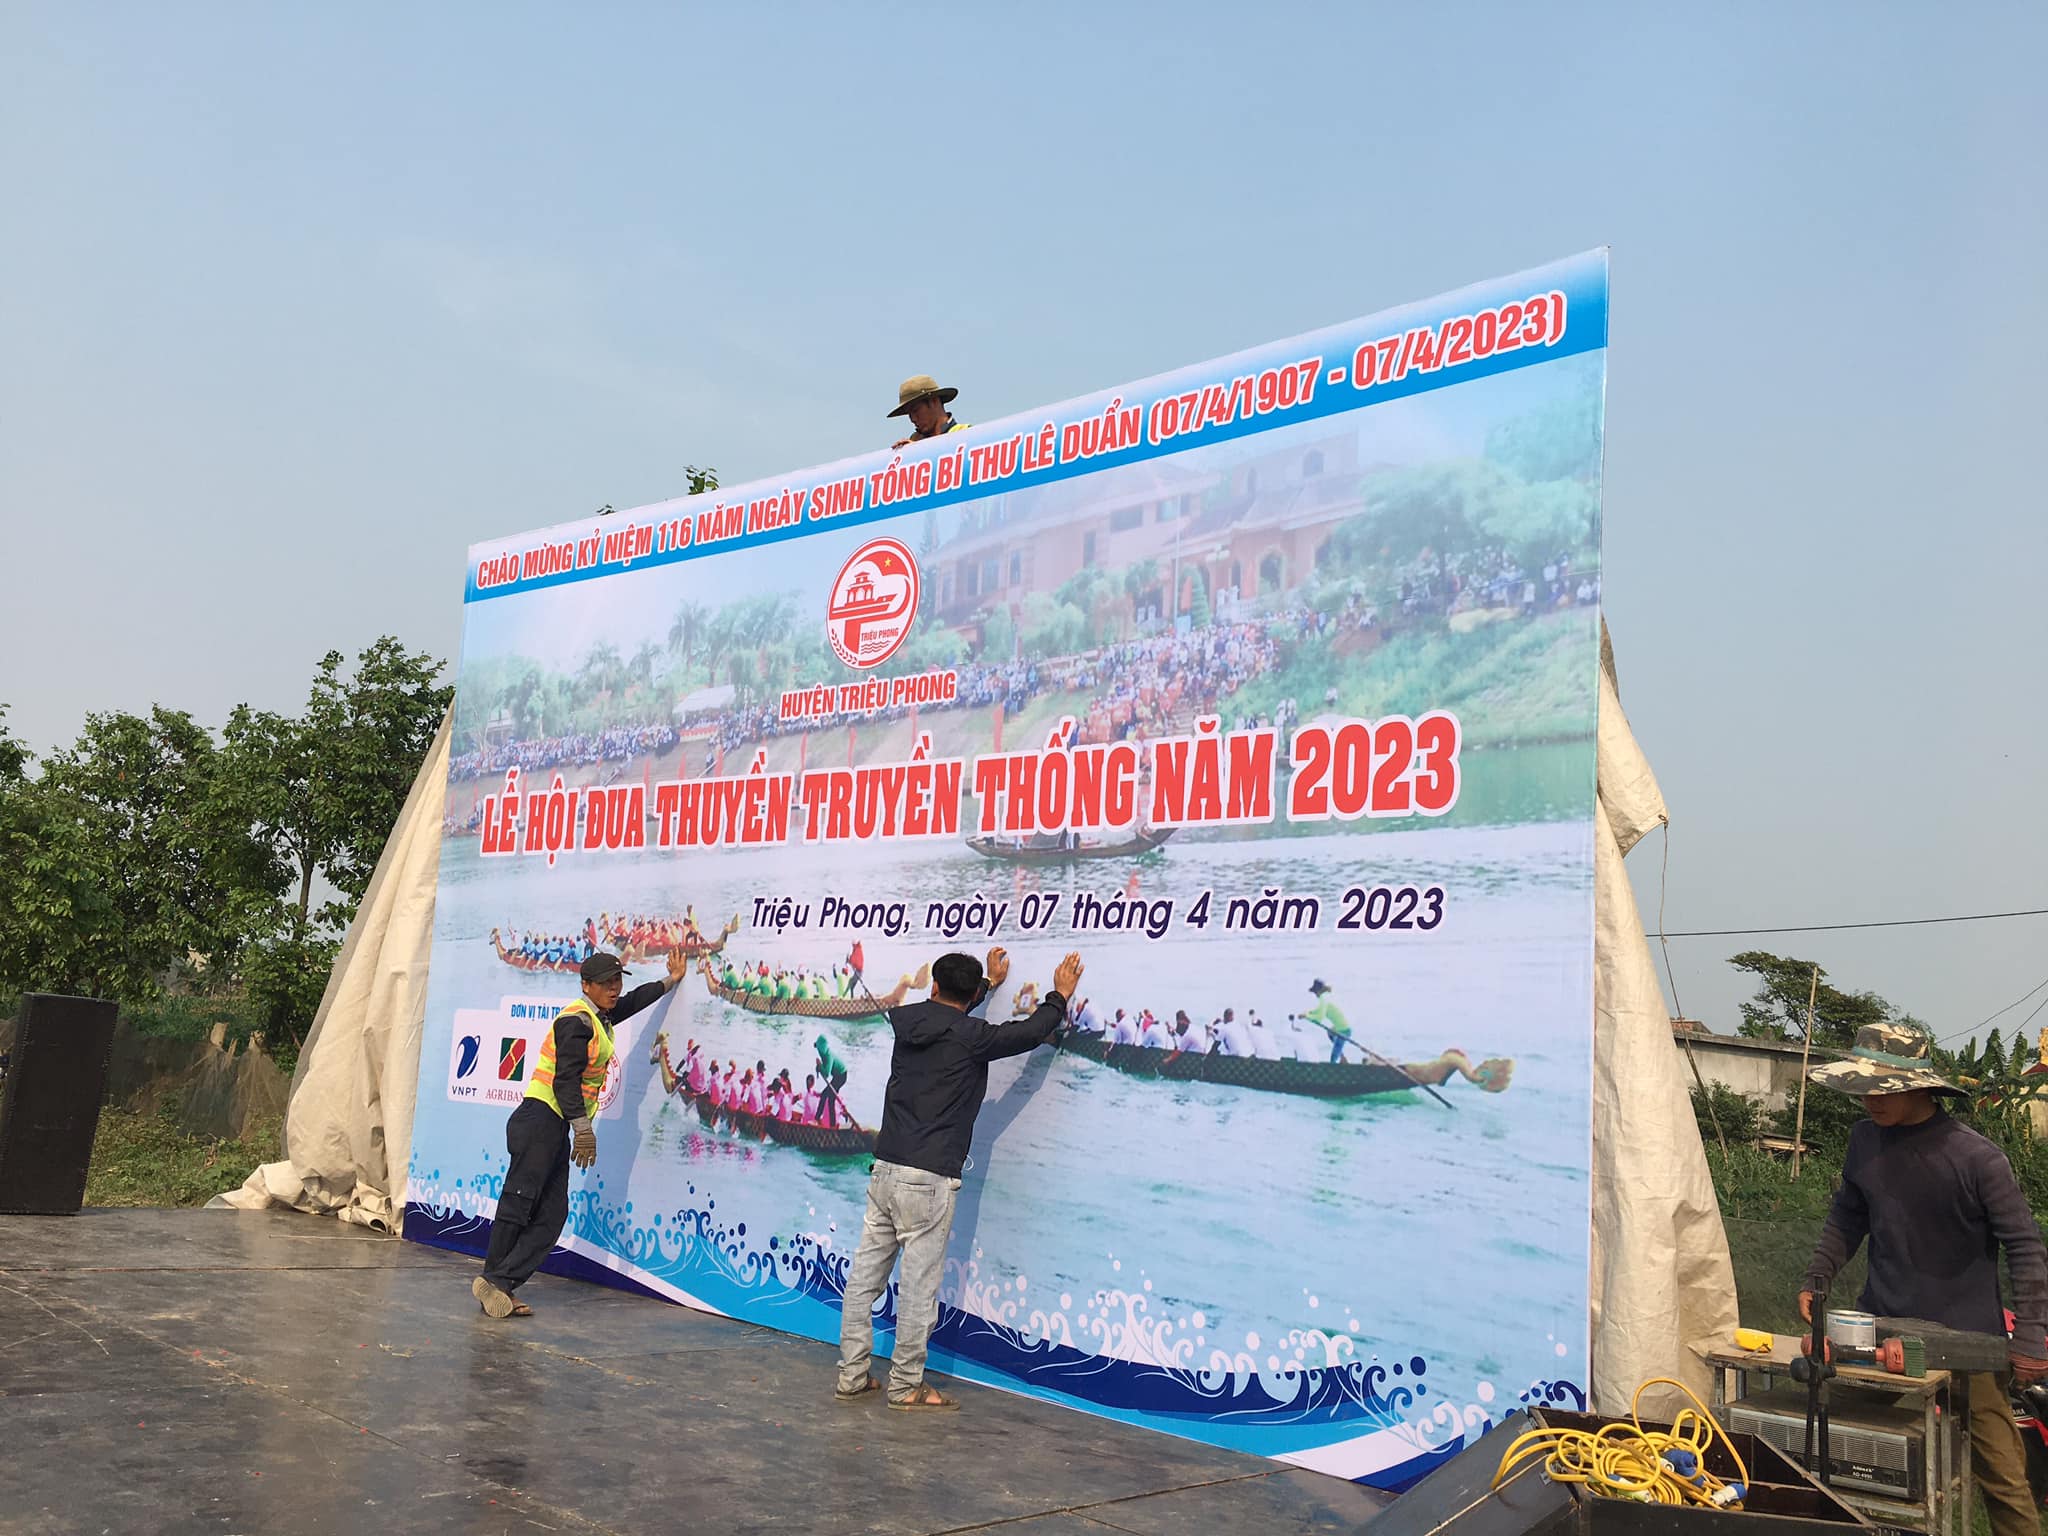 CHÀO MỪNG KỶ NIỆM 116 NĂM NGÀY SINH TỔNG BÍ THƯ LÊ DUẨN (07/4/1907 - 07/4/2023)
TRIỆU PHONG
HUYỆN TRIỆU PHONG
LỄ HỘI ĐUA THUYỀN TRUYỀN THỐNG NĂM 2023
Triệu Phong, ngày 07 tháng 4 năm 2023
ĐƠN VỊ TÀI
VNPT